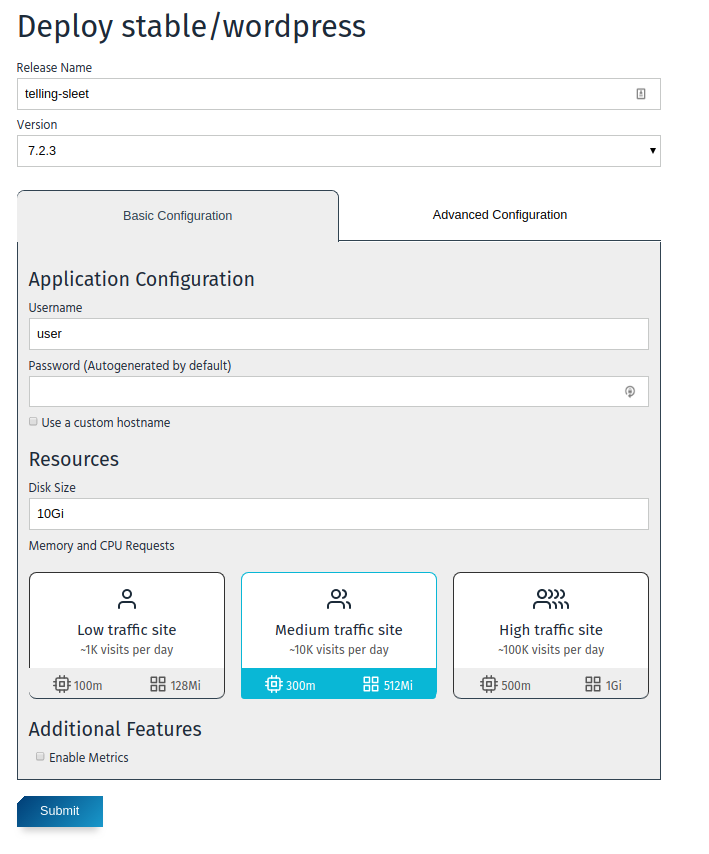 Deploy stable/wordpress
Release Name
telling-sleet
Version
7.2.3
Basic Configuration Advanced Configuration
Application Configuration
Username
user
Password (Autogenerated by default)
Use a custom hostname
Resources
Disk Size
10Gi
Memory and CPU Requests
Low traffic site Medium traffic site High traffic site
~1K visits per day ~10K visits per day ~100K visits per day
100m 128Mi 300m 512Mi 500m 1Gi
Additional Features
Enable Metrics
Submit